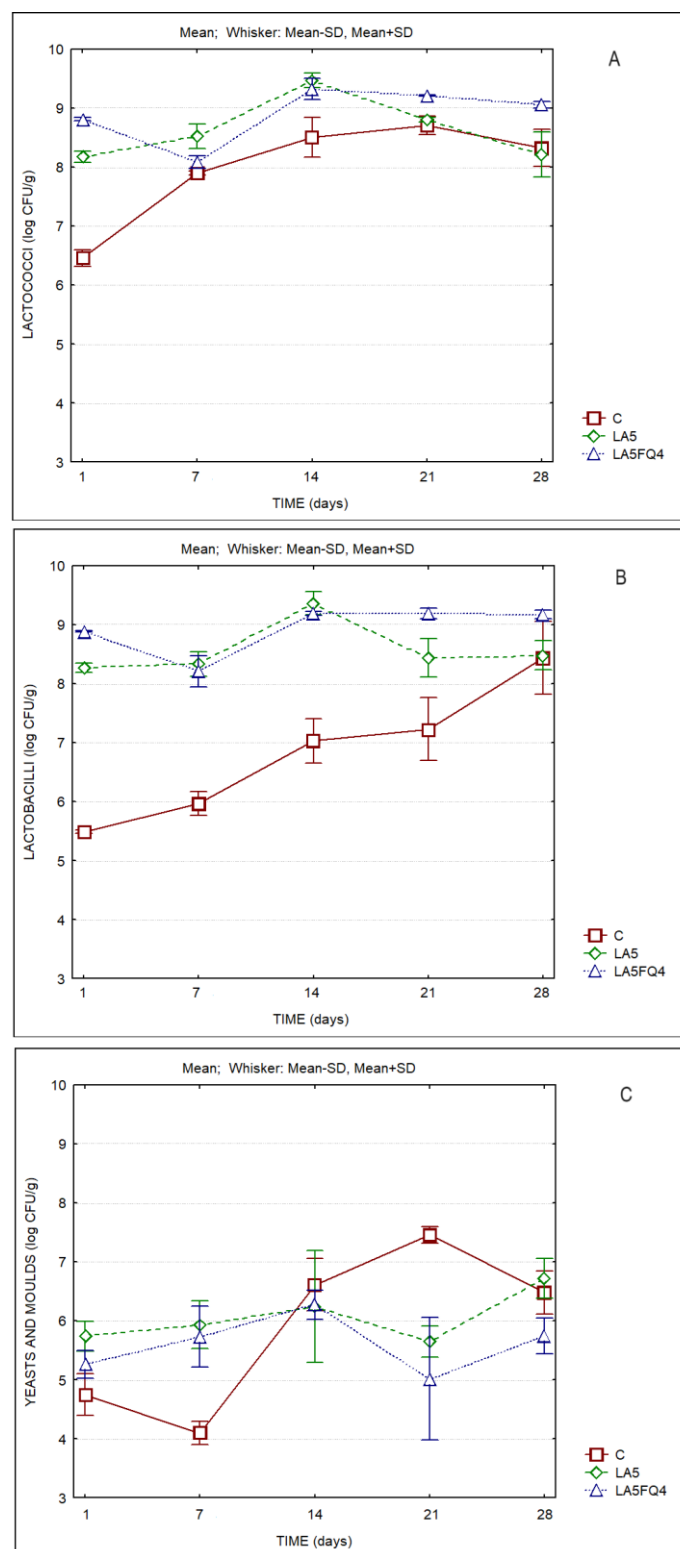 Mean; Whisker: Mean-SD, Mean+SD
A
10
9
8
7
6
5
4
3
LACTOCOCCI (log CFU/g)
1 7 14 21 28
TIME (days)
C
LA5
LA5FQ4
Mean; Whisker: Mean-SD, Mean+SD
B
10
9
8
7
6
5
4
3
LACTOBACILLI (log CFU/g)
1 7 14 21 28
TIME (days)
C
LA5
LA5FQ4
Mean; Whisker: Mean-SD, Mean+SD
C
10
9
8
7
6
5
4
3
YEASTS AND MOULDS (log CFU/g)
1 7 14 21 28
TIME (days)
C
LA5
LA5FQ4